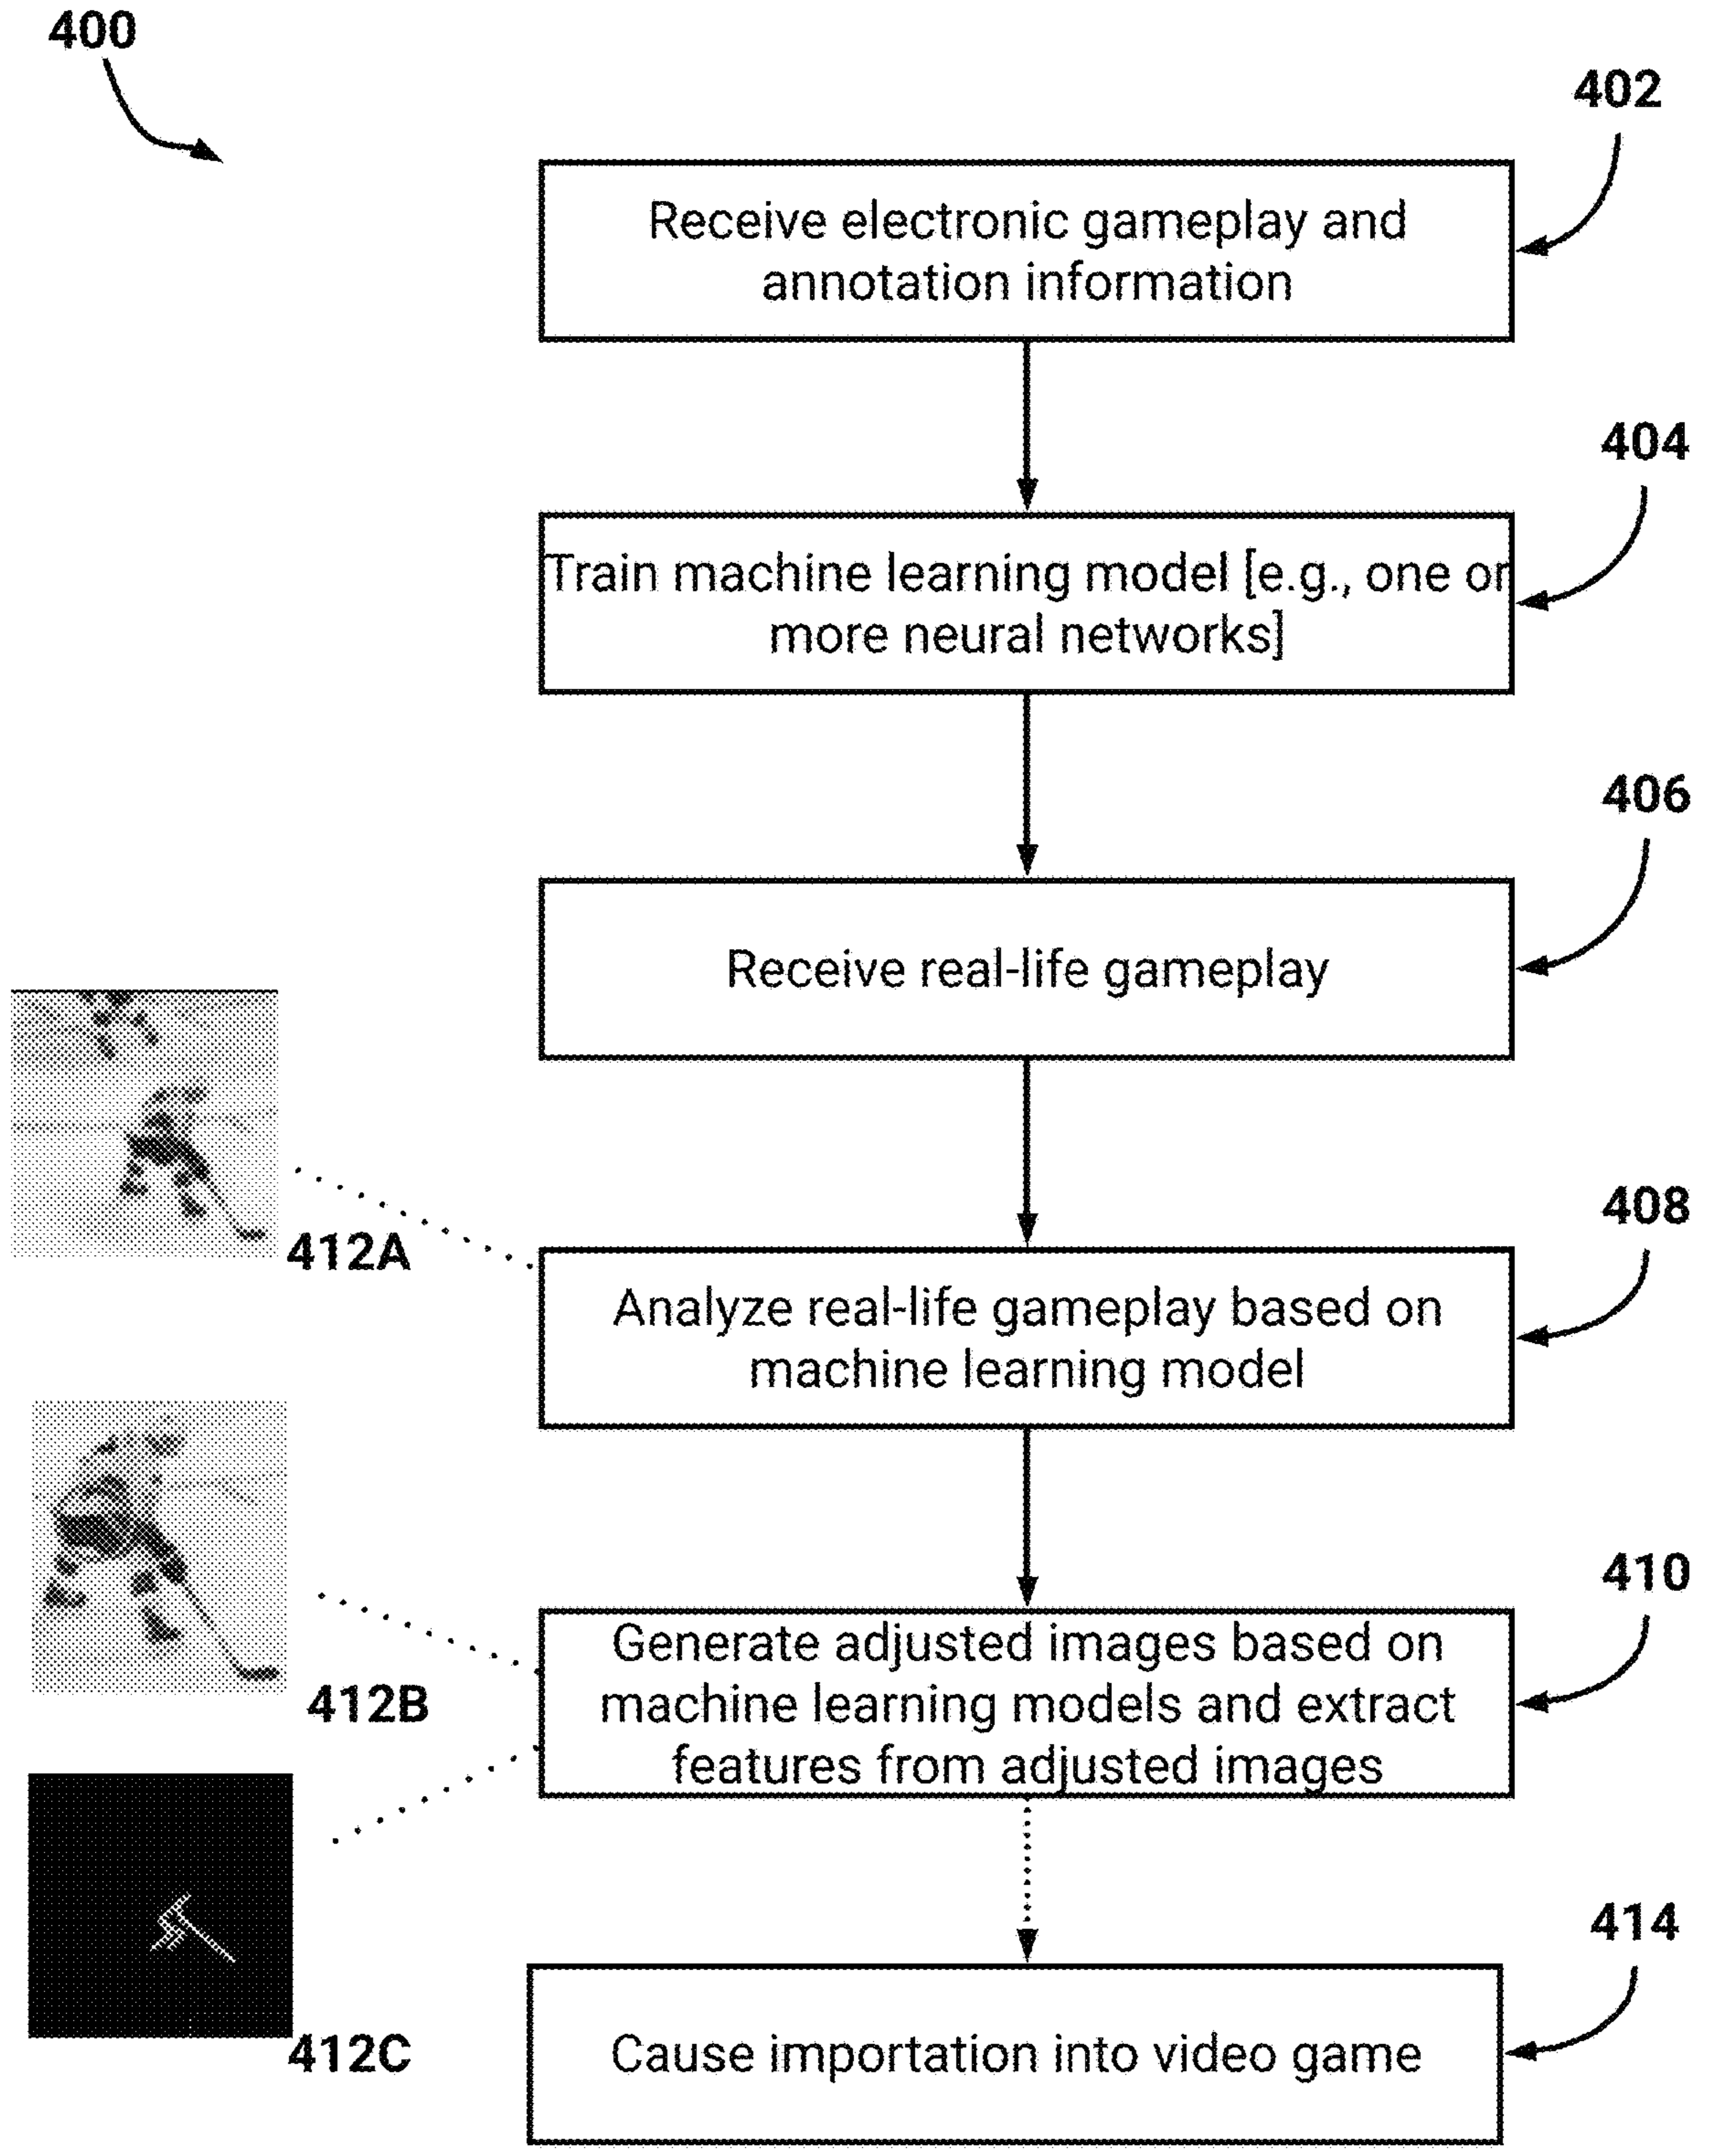 400
402
Receive electronic gameplay and
annotation information
404
Train machine learning model [e.g., one or
more neural networks]
406
Receive real-life gameplay
412A
408
Analyze real-life gameplay based on
machine learning model
412B
410
Generate adjusted images based on
machine learning models and extract
features from adjusted images
412C
414
Cause importation into video game